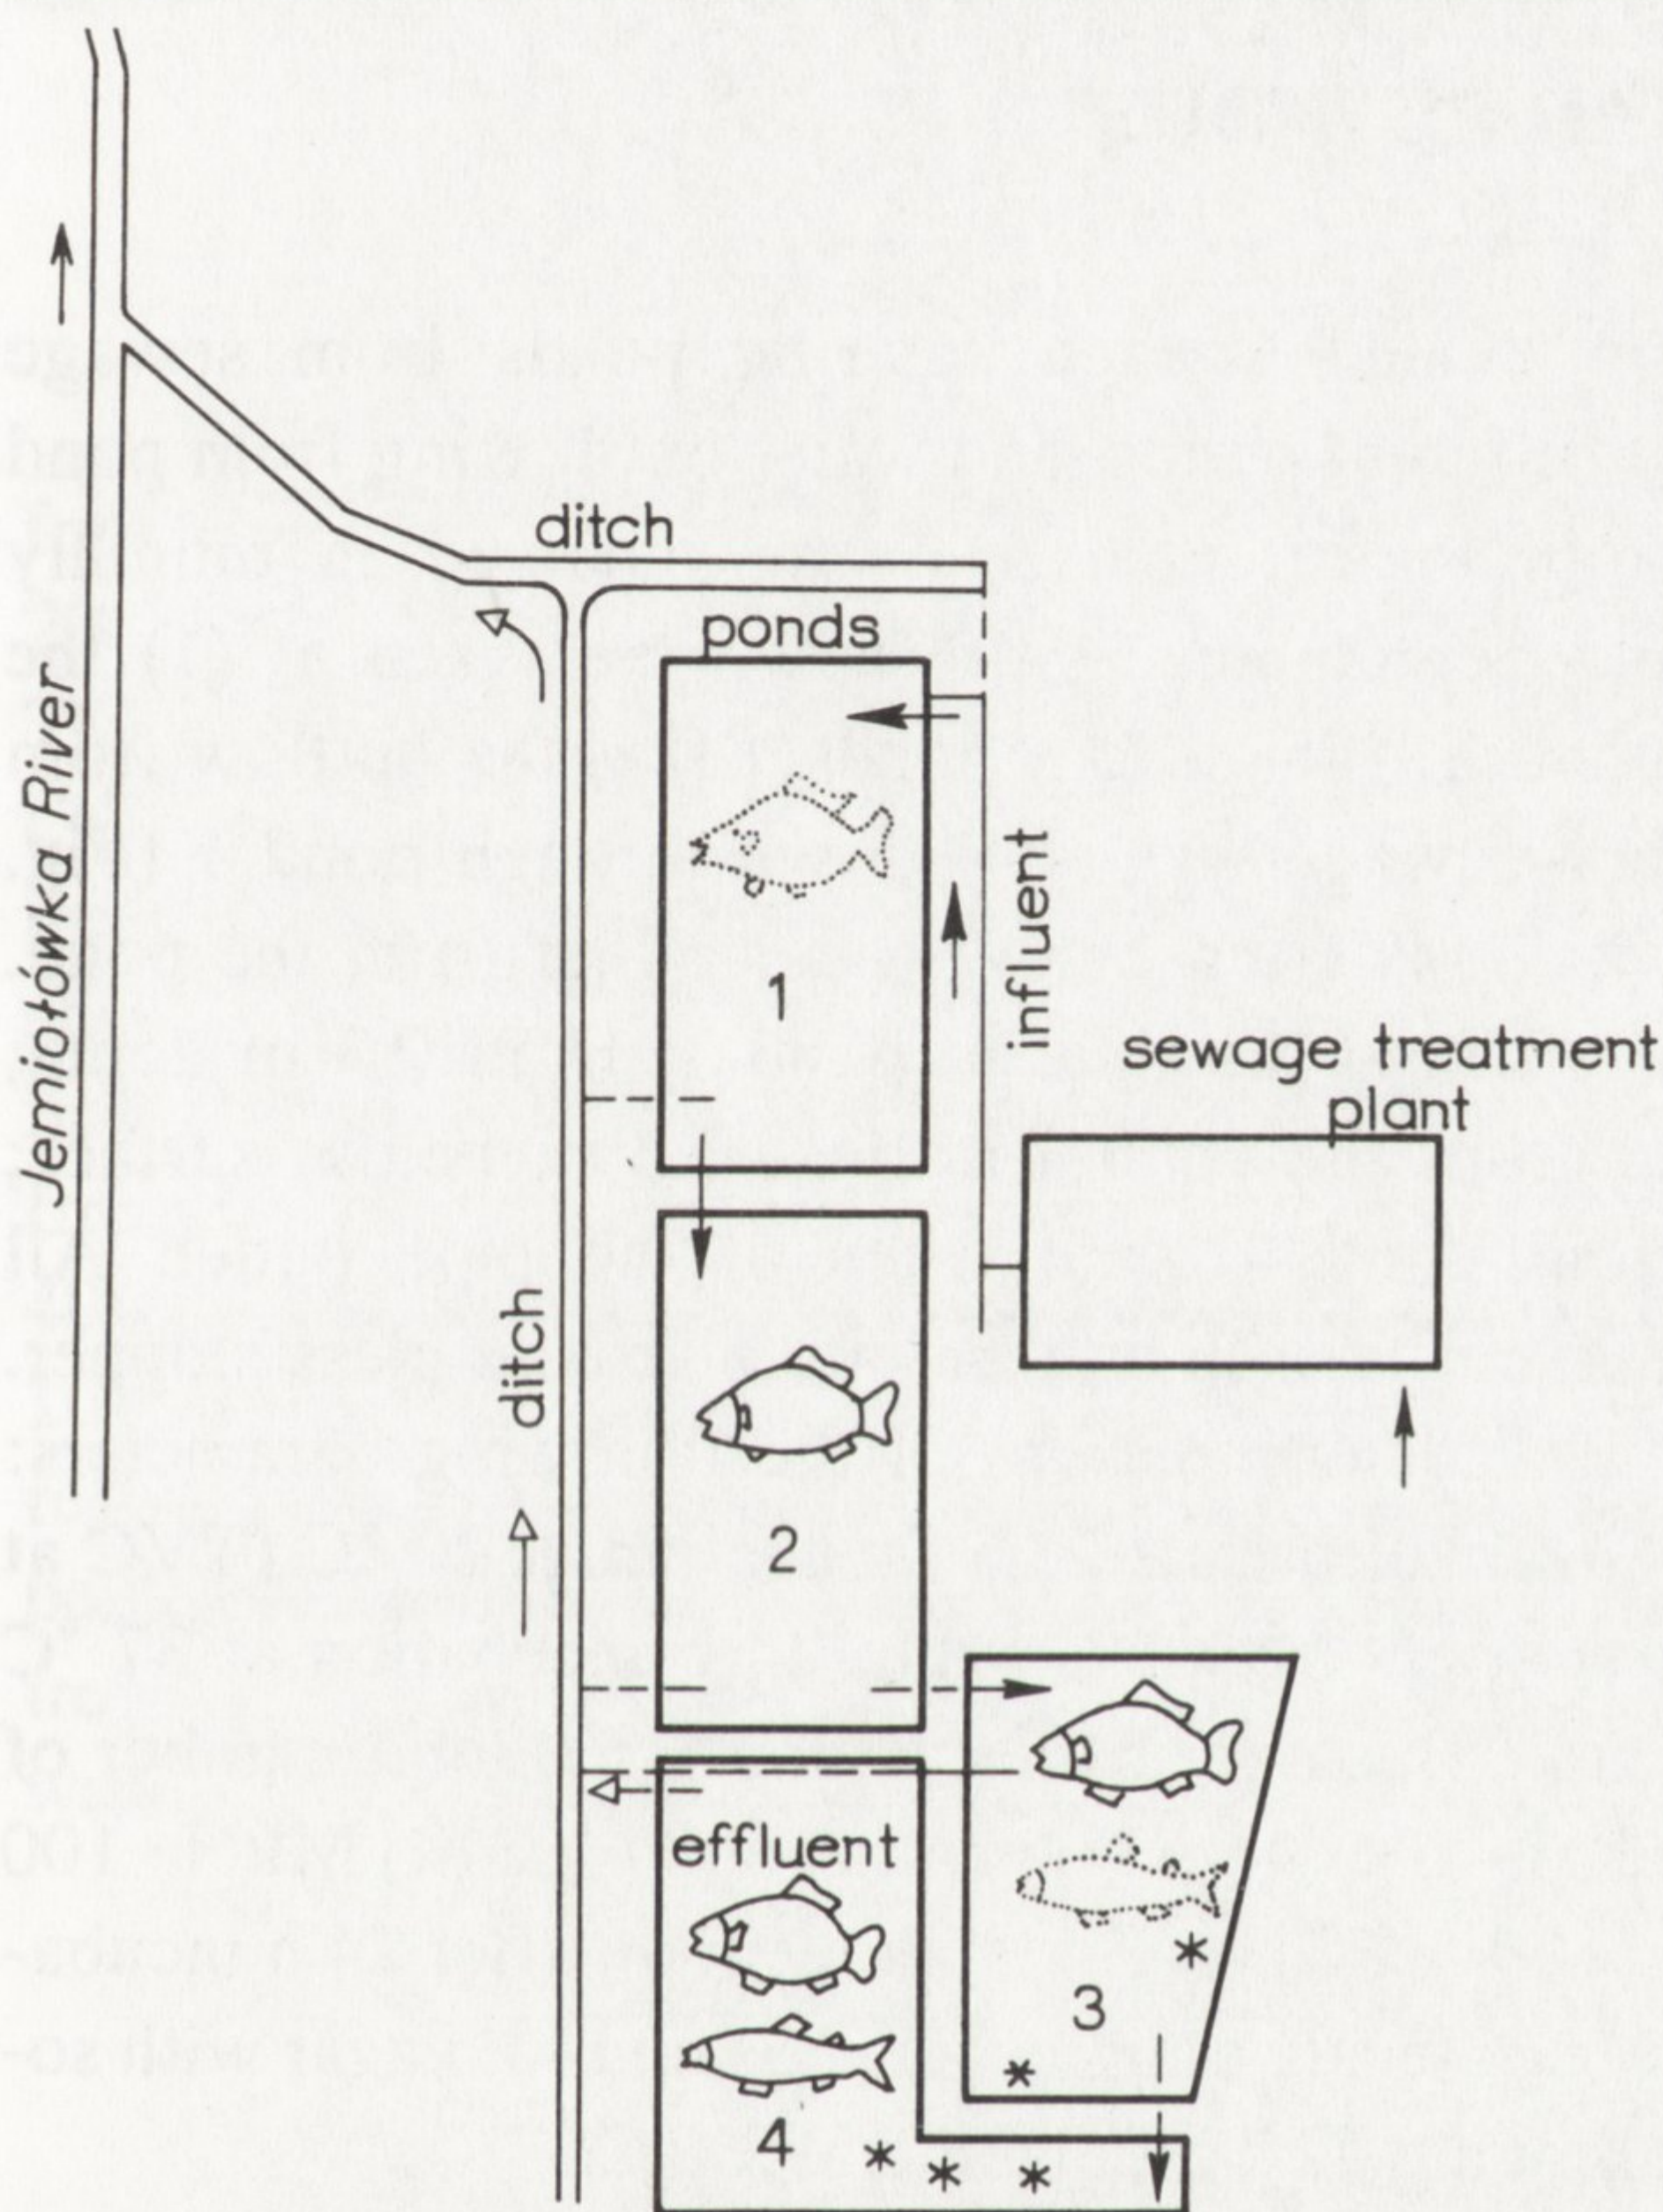 ditch
ponds
Jemiołówka River
influent
1
sewage treatment
plant
ditch
2
effluent
3
4